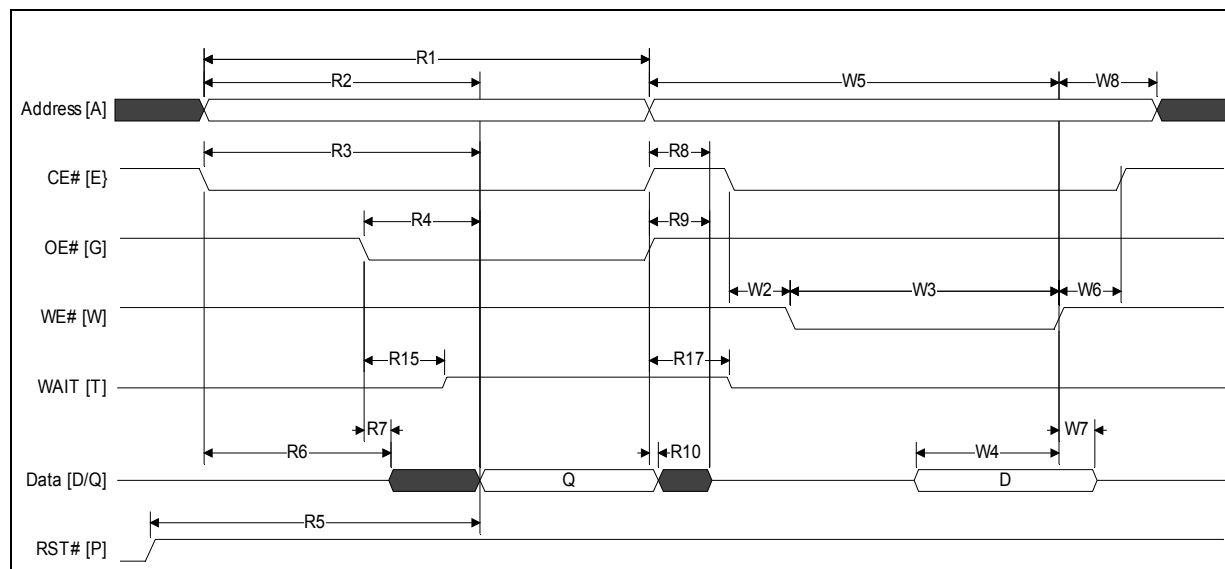 R1
R2
W5
W8
Address [A]
R3
R8
CE# [E}
R4
R9
OE# [G]
W2
W3
W6
WE# [W]
R15
R17
WAIT [T]
R7
W7
R6
R10
W4
Data [D/Q]
Q
D
R5
RST# [P]